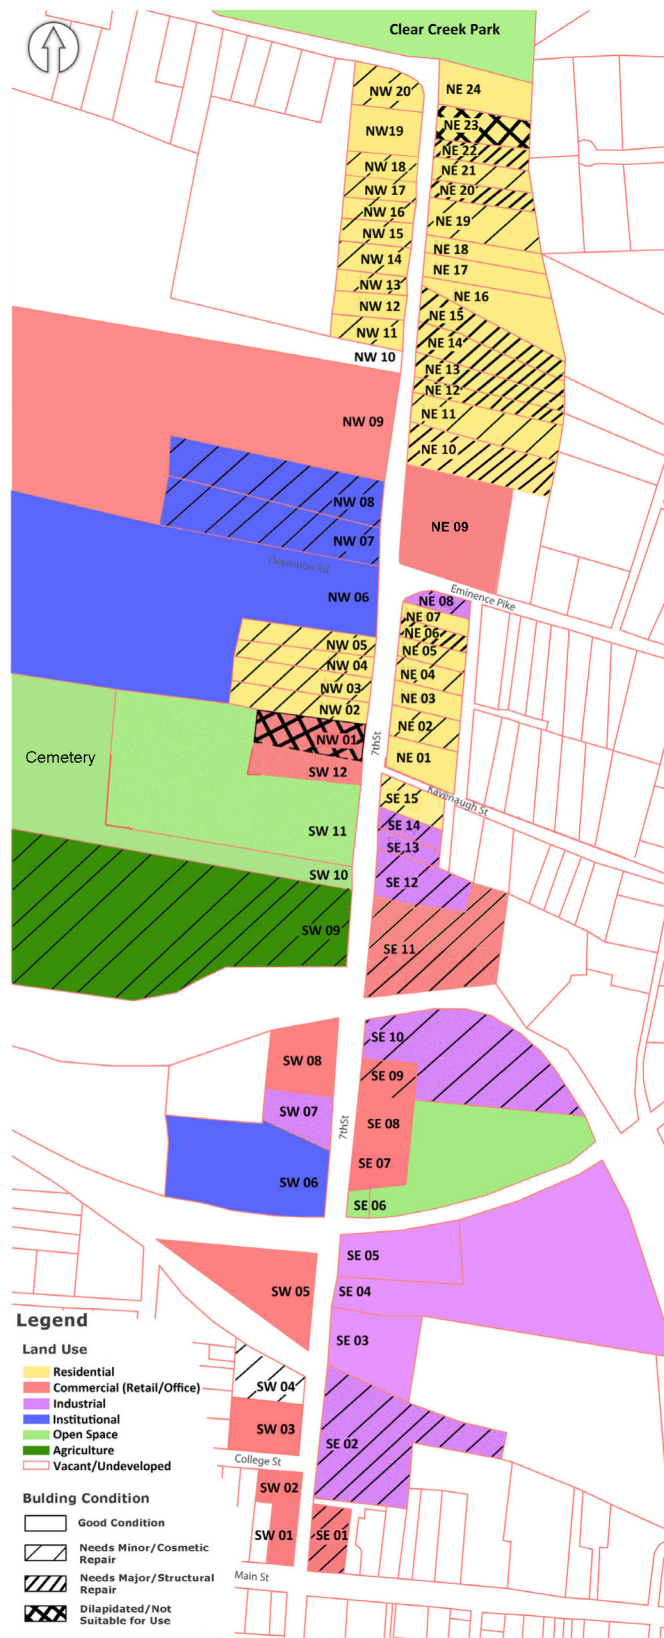 Clear Creek Park
NW 20
NE 24
NW19
NE 23
NE 22
NW 18
NE 21
NW 17
NE 20
NW 16
NE 19
NW 15
NE 18
NW 14
NE 17
NW 13
NE 16
NW 12
NE 15
NW 11
NE 14
NW 10
NE 13
NE 12
NE 11
NW 09
NE 10
NW 08
NE 09
NW 07
Detention Rd
NW 06
Eminence Pike
NE 08
NE 07
NE 06
NW 05
NE 05
NW 04
NE 04
NW 03
NE 03
NW 02
NE 02
NW 01
7thSt
NE 01
Cemetery
SW 12
Kavenaugh St
SE 15
SE 14
SW 11
SE 13
SW 10
SE 12
SW 09
SE 11
SE 10
SW 08
SE 09
SW 07
7thSt
SE 08
SE 07
SW 06
SE 06
SE 05
SW 05
SE 04
SE 03
SW 04
SW 03
SE 02
College St
SW 02
SW 01
SE 01
Main St
Legend
Land Use
Residential
Commercial (Retail/Office)
Industrial
Institutional
Open Space
Agriculture
Vacant/Undeveloped
Bulding Condition
Good Condition
Needs Minor/Cosmetic
Repair
Needs Major/Structural
Repair
Dilapidated/Not
Suitable for Use